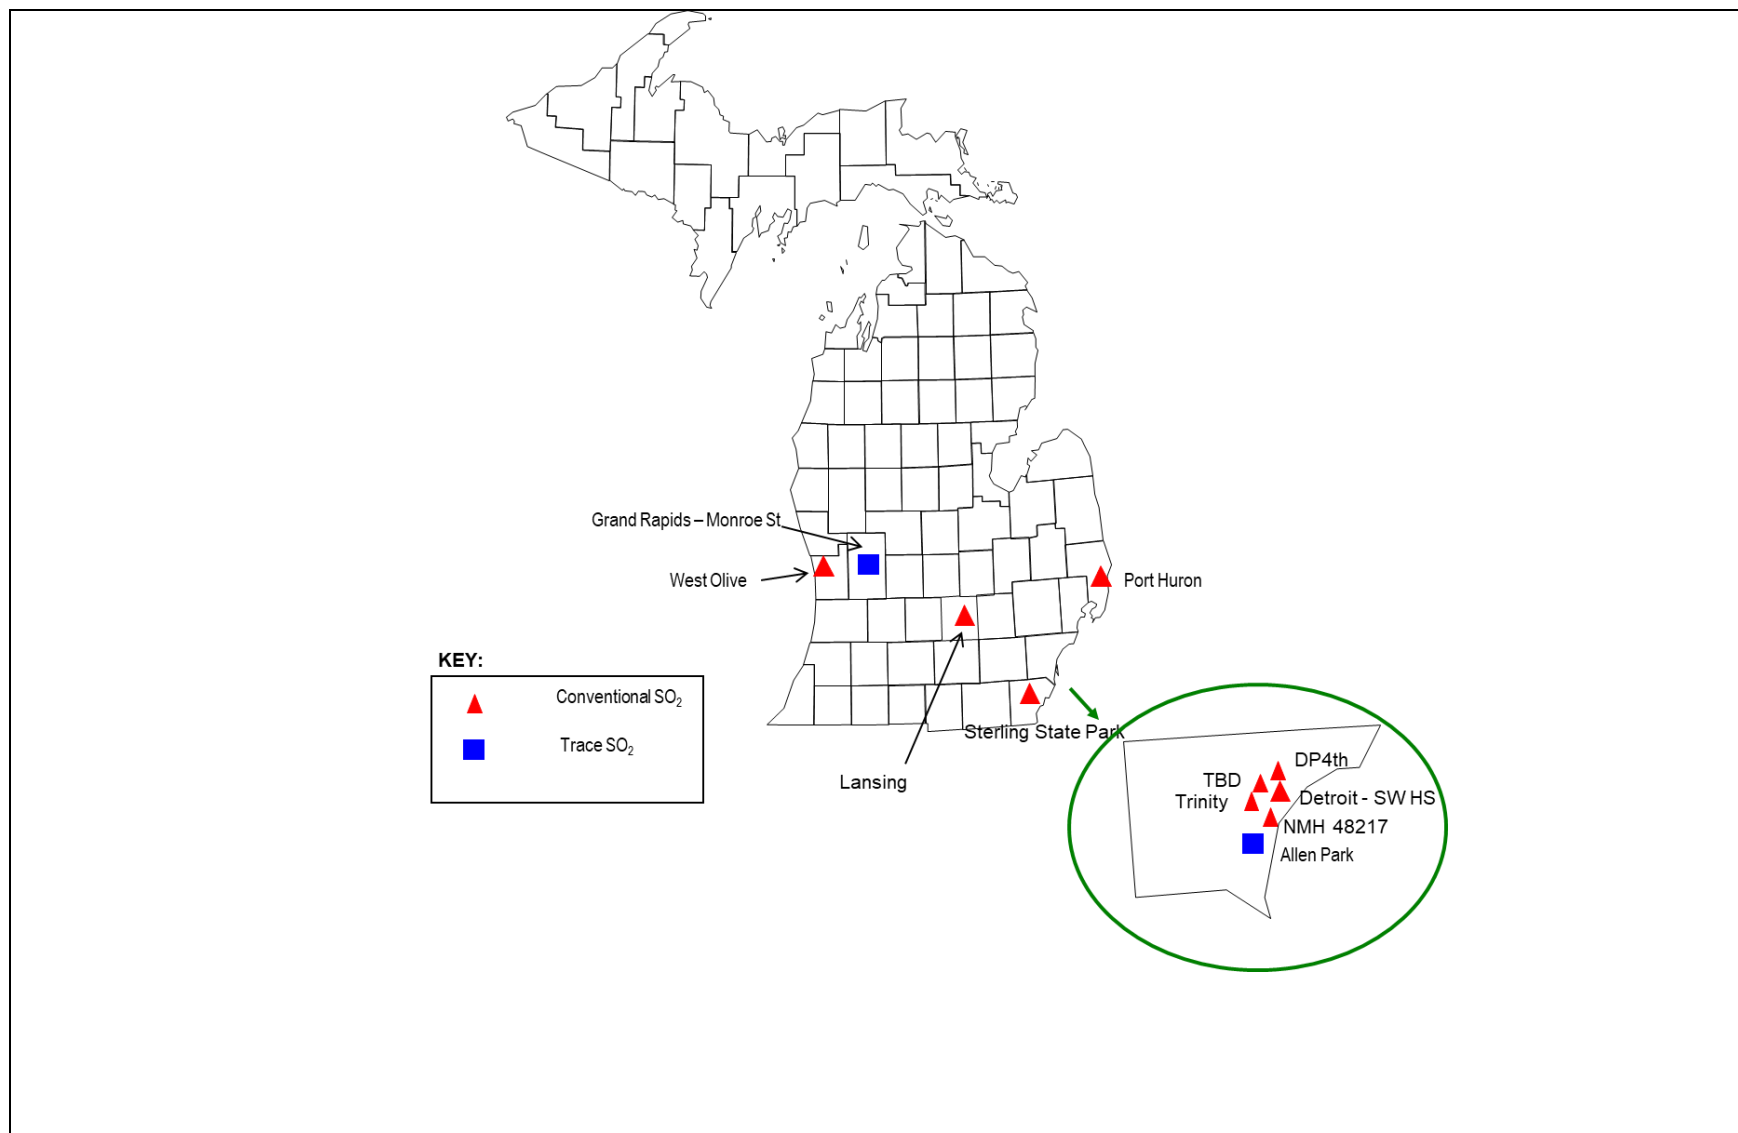 Grand Rapids – Monroe St
West Olive
Port Huron
KEY:
Conventional SO₂
Trace SO₂
Sterling State Park
Lansing
DP4th
TBD
Trinity
Detroit - SW HS
NMH 48217
Allen Park